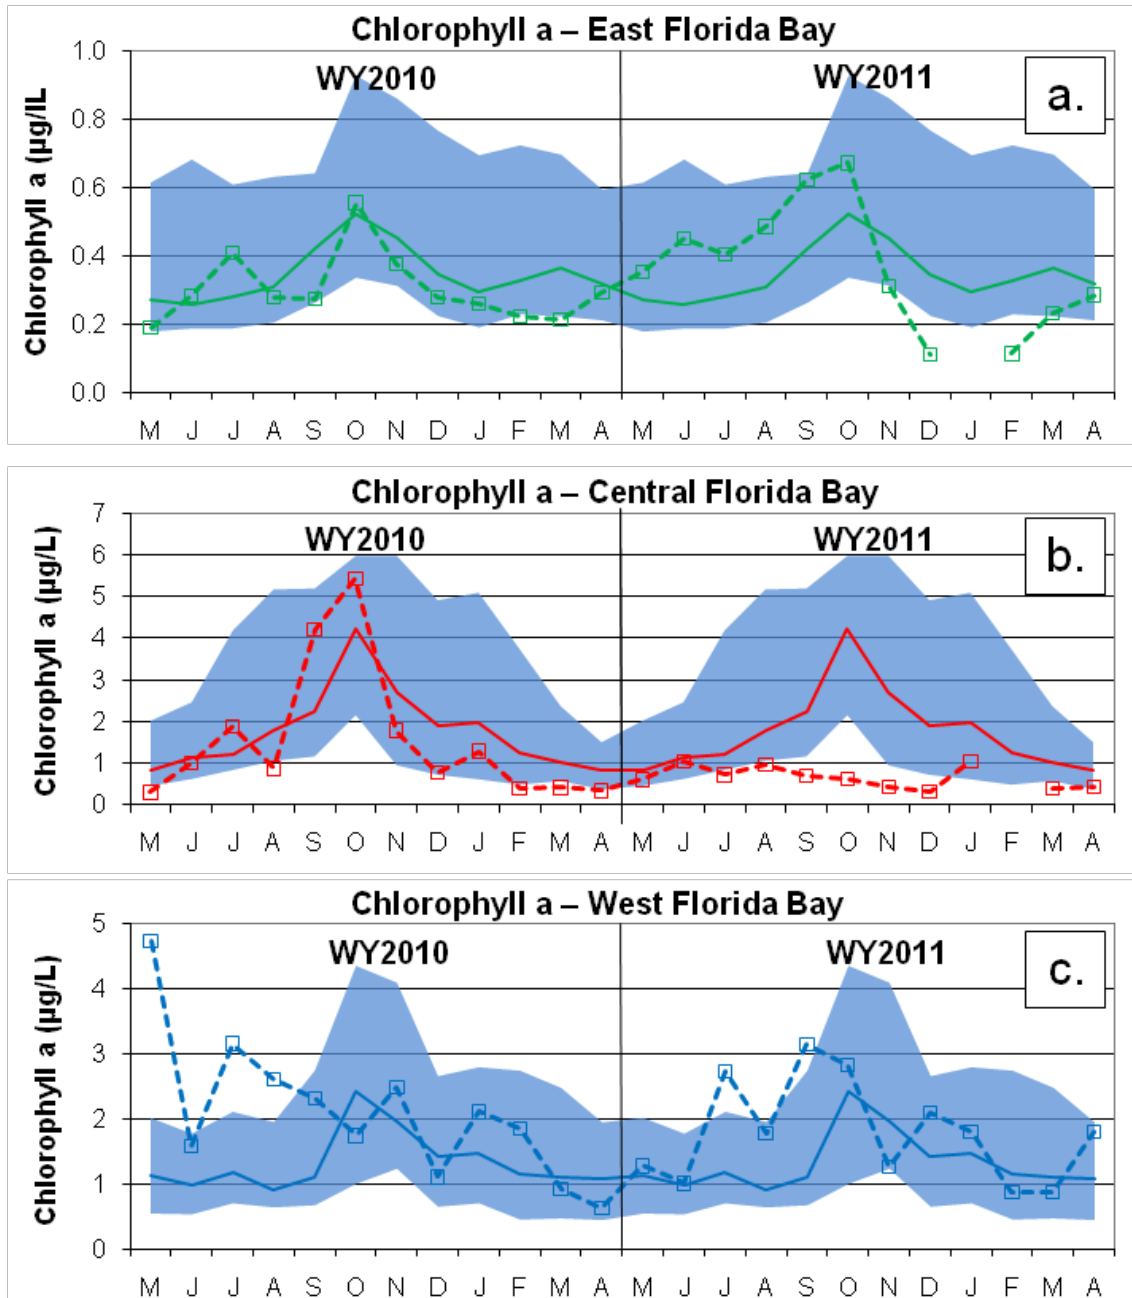 Chlorophyll a – East Florida Bay
WY2010 WY2011
a.
Chlorophyll a (µg/lL
1.0
0.8
0.6
0.4
0.2
0.0
M J J A S O N D J F M A M J J A S O N D J F M A
Chlorophyll a – Central Florida Bay
WY2010 WY2011
b.
Chlorophyll a (µg/L)
7
6
5
4
3
2
1
0
M J J A S O N D J F M A M J J A S O N D J F M A
Chlorophyll a – West Florida Bay
WY2010 WY2011
c.
Chlorophyll a (µg/L)
5
4
3
2
1
0
M J J A S O N D J F M A M J J A S O N D J F M A